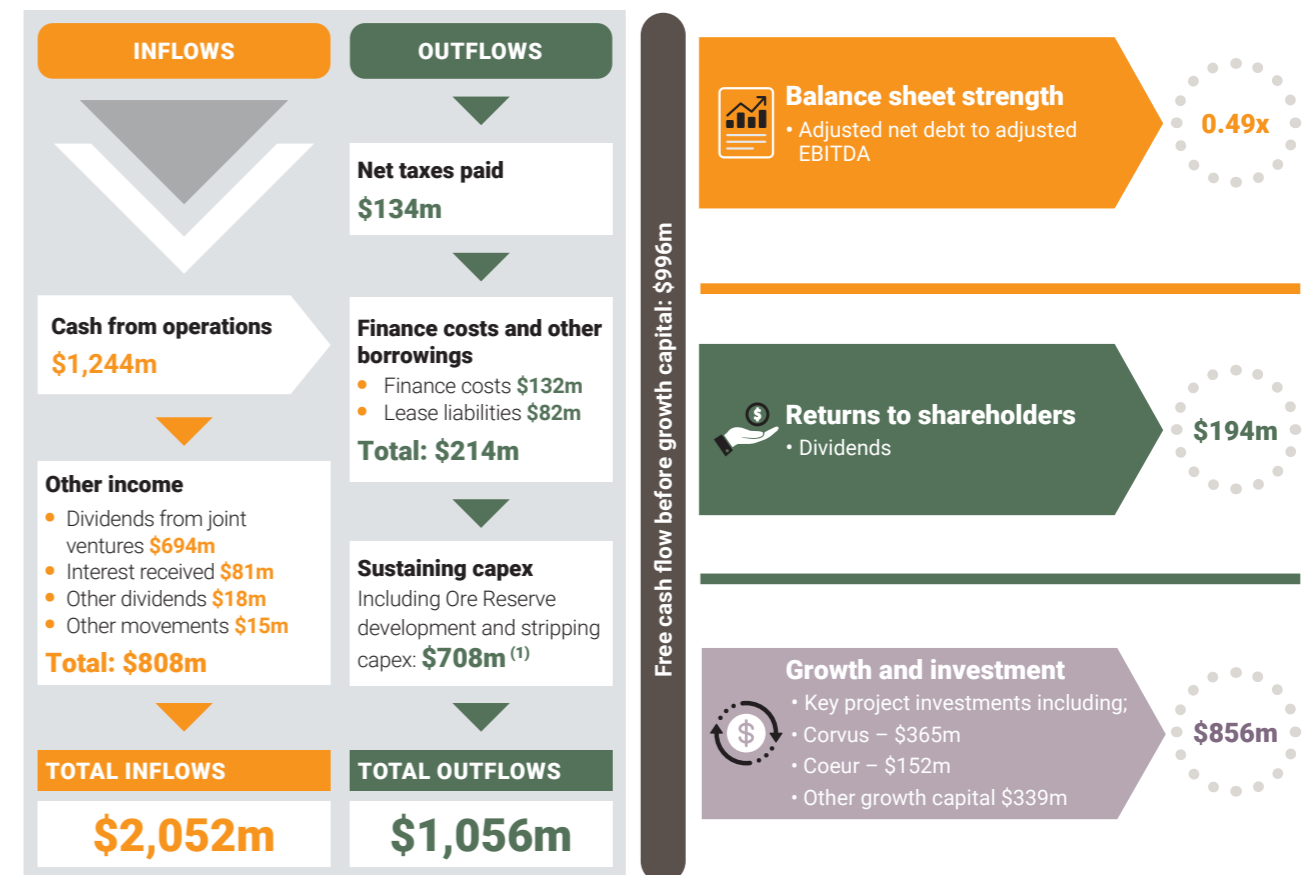 INFLOWS
Cash from operations
$1,244m
Other income
• Dividends from joint
ventures $694m
• Interest received $81m
• Other dividends $18m
• Other movements $15m
Total: $808m
TOTAL INFLOWS
$2,052m
OUTFLOWS
Net taxes paid
$134m
Finance costs and other
borrowings
• Finance costs $132m
• Lease liabilities $82m
Total: $214m
Sustaining capex
Including Ore Reserve
development and stripping
capex: $708m (1)
TOTAL OUTFLOWS
$1,056m
Free cash flow before growth capital: $996m
Balance sheet strength
• Adjusted net debt to adjusted
EBITDA
0.49x
$
Returns to shareholders
• Dividends
$194m
$
Growth and investment
• Key project investments including;
• Corvus – $365m
• Coeur – $152m
• Other growth capital $339m
$856m